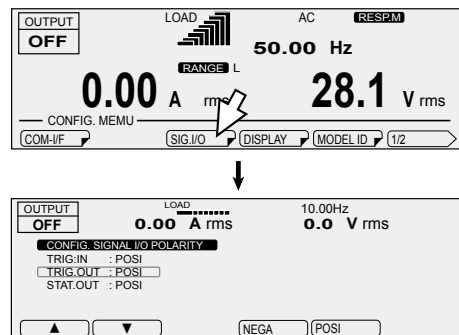 OUTPUT
OFF
LOAD
AC RESP.M
50.00 Hz
RANGE L
0.00 A rms 28.1 V rms
CONFIG. MEMU
COM-I/F SIG.I/O DISPLAY MODEL ID 1/2
OUTPUT
OFF
LOAD
0.00 A rms
10.00Hz
0.0 V rms
CONFIG. SIGNAL I/O POLARITY
TRIG:IN : POSI
TRIG.OUT : POSI
STAT.OUT : POSI
▲ ▼ NEGA POSI